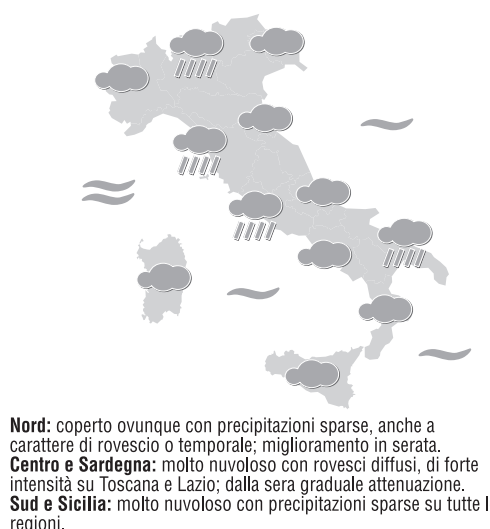 Nord: coperto ovunque con precipitazioni sparse, anche a
carattere di rovescio o temporale; miglioramento in serata.
Centro e Sardegna: molto nuvoloso con rovesci diffusi, di forte
intensità su Toscana e Lazio; dalla sera graduale attenuazione.
Sud e Sicilia: molto nuvoloso con precipitazioni sparse su tutte l
regioni.